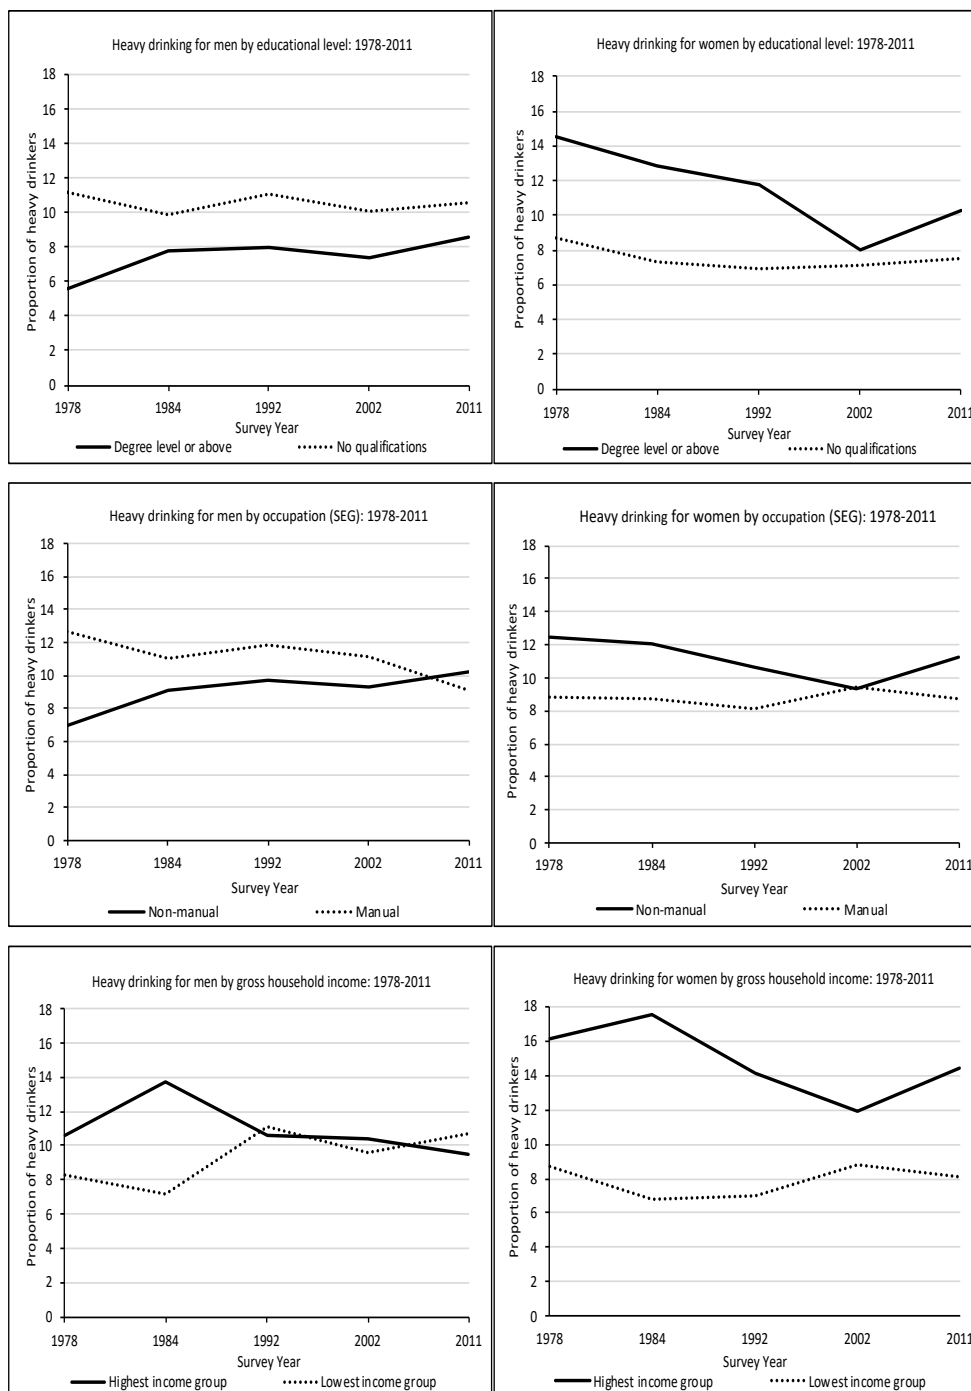 Heavy drinking for men by educational level: 1978-2011
Proportion of heavy drinkers
18
16
14
12
10
8
6
4
2
0
1978 1984 1992 2002 2011
Survey Year
Degree level or above No qualifications
Heavy drinking for women by educational level: 1978-2011
Proportion of heavy drinkers
18
16
14
12
10
8
6
4
2
0
1978 1984 1992 2002 2011
Survey Year
Degree level or above No qualifications
Heavy drinking for men by occupation (SEG): 1978-2011
Proportion of heavy drinkers
18
16
14
12
10
8
6
4
2
0
1978 1984 1992 2002 2011
Survey Year
Non-manual Manual
Heavy drinking for women by occupation (SEG): 1978-2011
Proportion of heavy drinkers
18
16
14
12
10
8
6
4
2
0
1978 1984 1992 2002 2011
Survey Year
Non-manual Manual
Heavy drinking for men by gross household income: 1978-2011
Proportion of heavy drinkers
18
16
14
12
10
8
6
4
2
0
1978 1984 1992 2002 2011
Survey Year
Highest income group Lowest income group
Heavy drinking for women by gross household income: 1978-2011
Proportion of heavy drinkers
18
16
14
12
10
8
6
4
2
0
1978 1984 1992 2002 2011
Survey Year
Highest income group Lowest income group